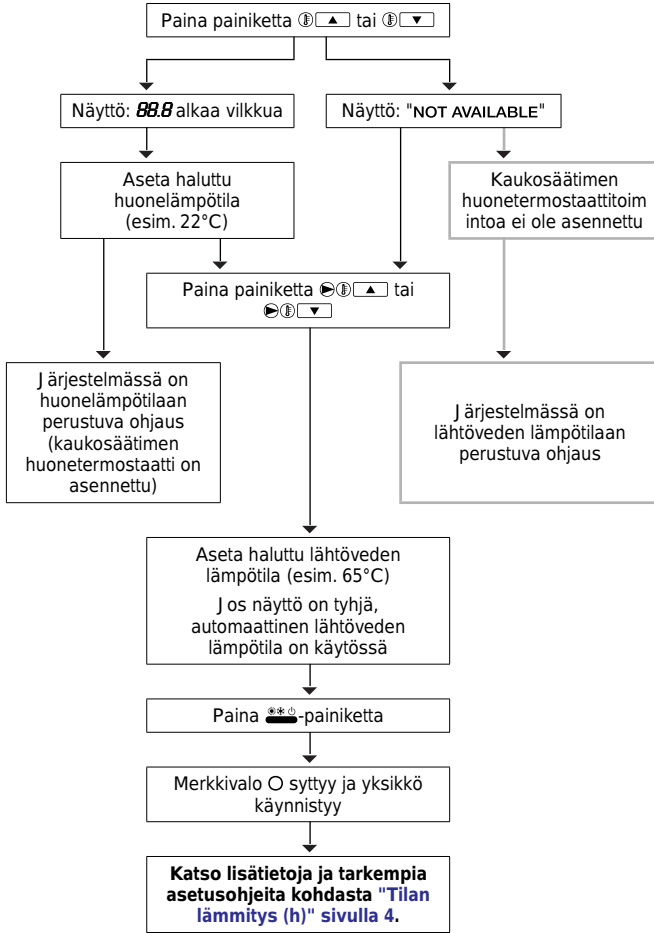 Paina painiketta ▲ tai ▼
Näyttö: 88.8 alkaa vilkkua
Näyttö: "NOT AVAILABLE"
Aseta haluttu
huonelämpötila
(esim. 22°C)
Kaukosäätimen
huonetermostaattitoim
intoa ei ole asennettu
Paina painiketta ▲ tai
▼
Järjestelmässä on
huonelämpötilaan
perustuva ohjaus
(kaukosäätimen
huonetermostaatti on
asennettu)
Järjestelmässä on
lähtöveden lämpötilaan
perustuva ohjaus
Aseta haluttu lähtöveden
lämpötila (esim. 65°C)
Jos näyttö on tyhjä,
automaattinen lähtöveden
lämpötila on käytössä
Paina -painiketta
Merkkivalo syttyy ja yksikkö
käynnistyy
Katso lisätietoja ja tarkempia
asetusohjeita kohdasta "Tilan
lämmitys (h)" sivulla 4.